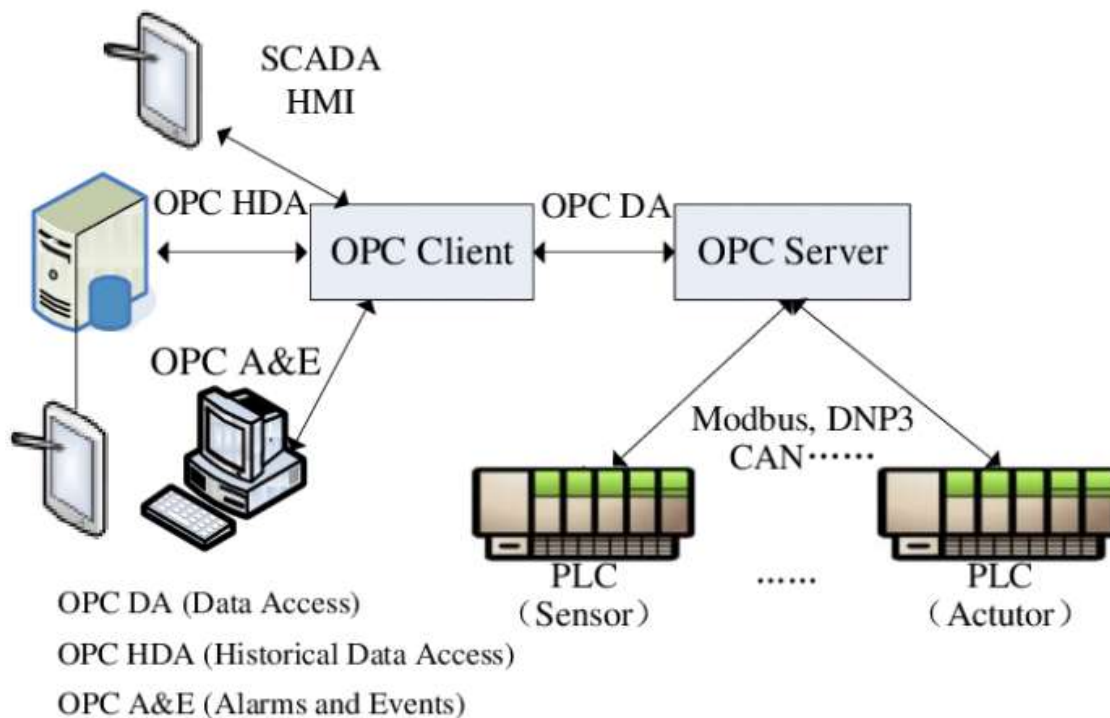 SCADA
HMI
OPC HDA
OPC DA
OPC Client
OPC Server
OPC A&E
Modbus, DNP3
CAN……
PLC
（Sensor）
……
PLC
（Actutor）
OPC DA (Data Access)
OPC HDA (Historical Data Access)
OPC A&E (Alarms and Events)